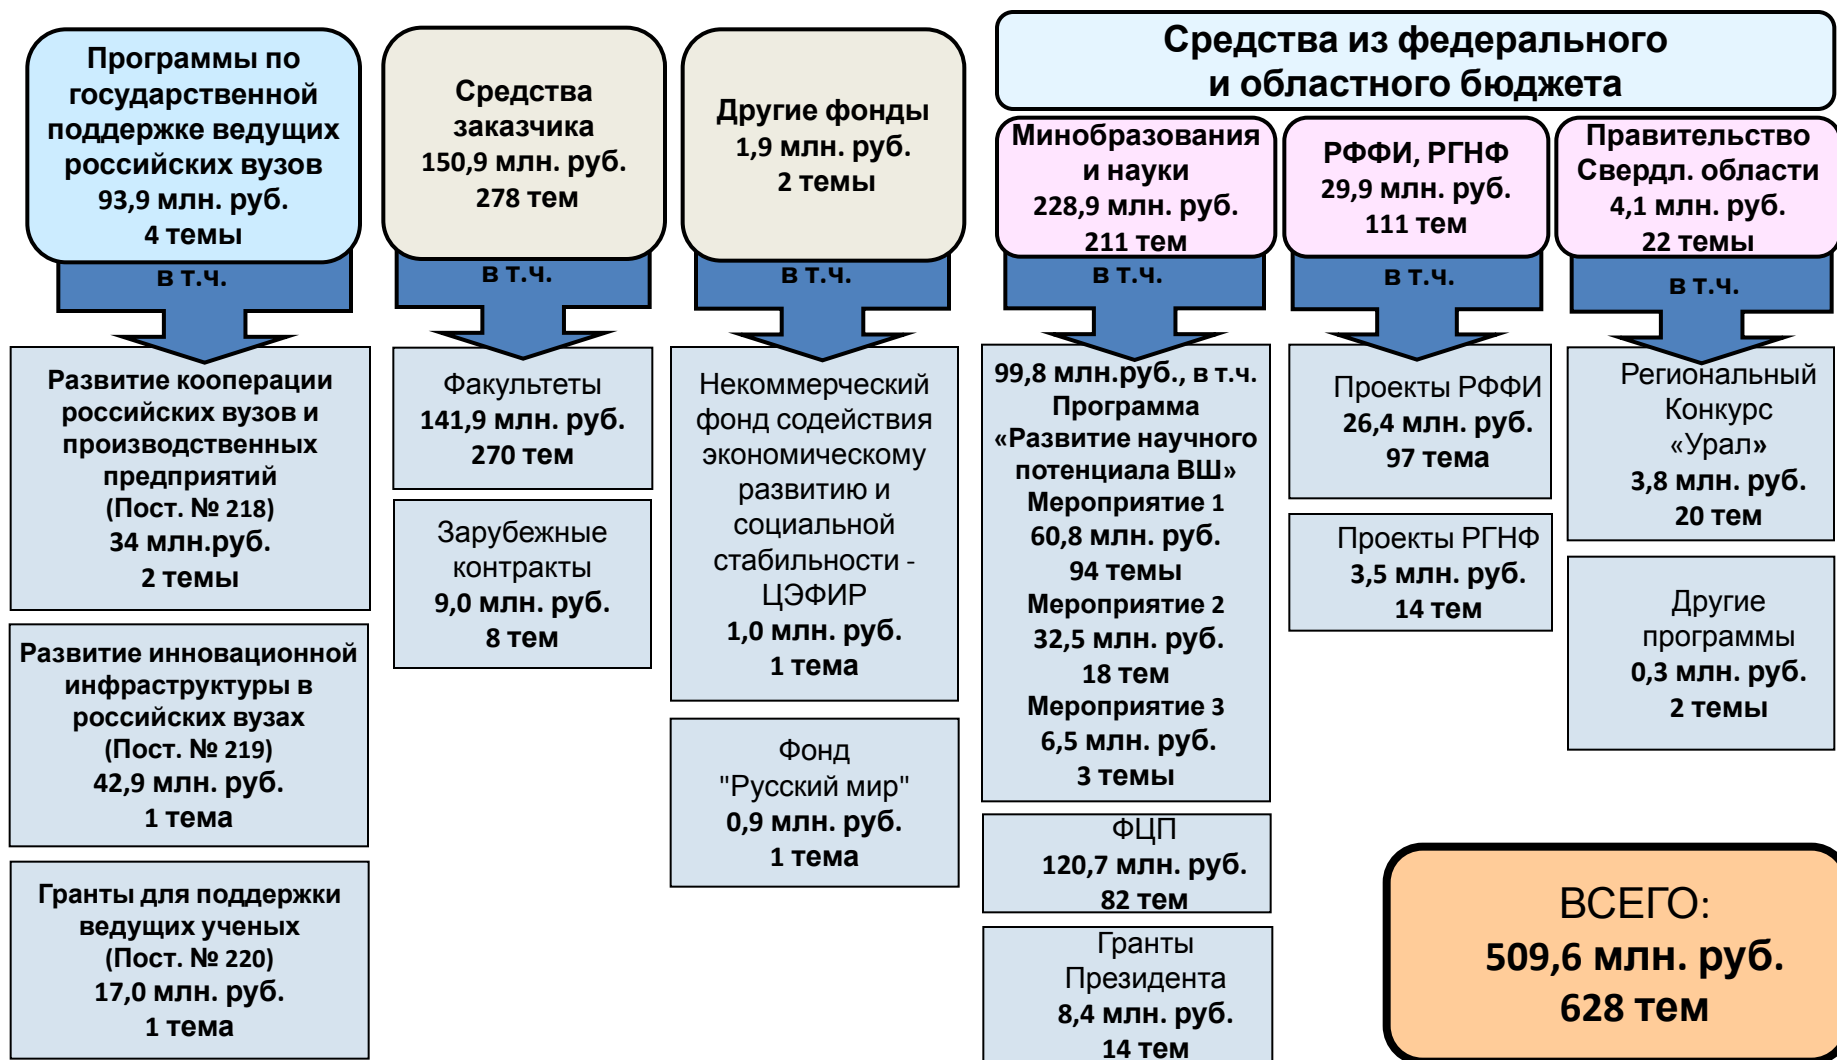 Программы по
государственной
поддержке ведущих
российских вузов
93,9 млн. руб.
4 темы
в т.ч.
Развитие кооперации
российских вузов и
производственных
предприятий
(Пост. № 218)
34 млн.руб.
2 темы
Развитие инновационной
инфраструктуры в
российских вузах
(Пост. № 219)
42,9 млн. руб.
1 тема
Гранты для поддержки
ведущих ученых
(Пост. № 220)
17,0 млн. руб.
1 тема
Средства
заказчика
150,9 млн. руб.
278 тем
в т.ч.
Факультеты
141,9 млн. руб.
270 тем
Зарубежные
контракты
9,0 млн. руб.
8 тем
Другие фонды
1,9 млн. руб.
2 темы
в т.ч.
Некоммерческий
фонд содействия
экономическому
развитию и
социальной
стабильности -
ЦЭФИР
1,0 млн. руб.
1 тема
Фонд
"Русский мир"
0,9 млн. руб.
1 тема
Средства из федерального
и областного бюджета
Минобразования
и науки
228,9 млн. руб.
211 тем
в т.ч.
99,8 млн.руб., в т.ч.
Программа
«Развитие научного
потенциала ВШ»
Мероприятие 1
60,8 млн. руб.
94 темы
Мероприятие 2
32,5 млн. руб.
18 тем
Мероприятие 3
6,5 млн. руб.
3 темы
ФЦП
120,7 млн. руб.
82 тем
Гранты
Президента
8,4 млн. руб.
14 тем
РФФИ, РГНФ
29,9 млн. руб.
111 тем
в т.ч.
Проекты РФФИ
26,4 млн. руб.
97 тема
Проекты РГНФ
3,5 млн. руб.
14 тем
Правительство
Свердл. области
4,1 млн. руб.
22 темы
в т.ч.
Региональный
Конкурс
«Урал»
3,8 млн. руб.
20 тем
Другие
программы
0,3 млн. руб.
2 темы
ВСЕГО:
509,6 млн. руб.
628 тем